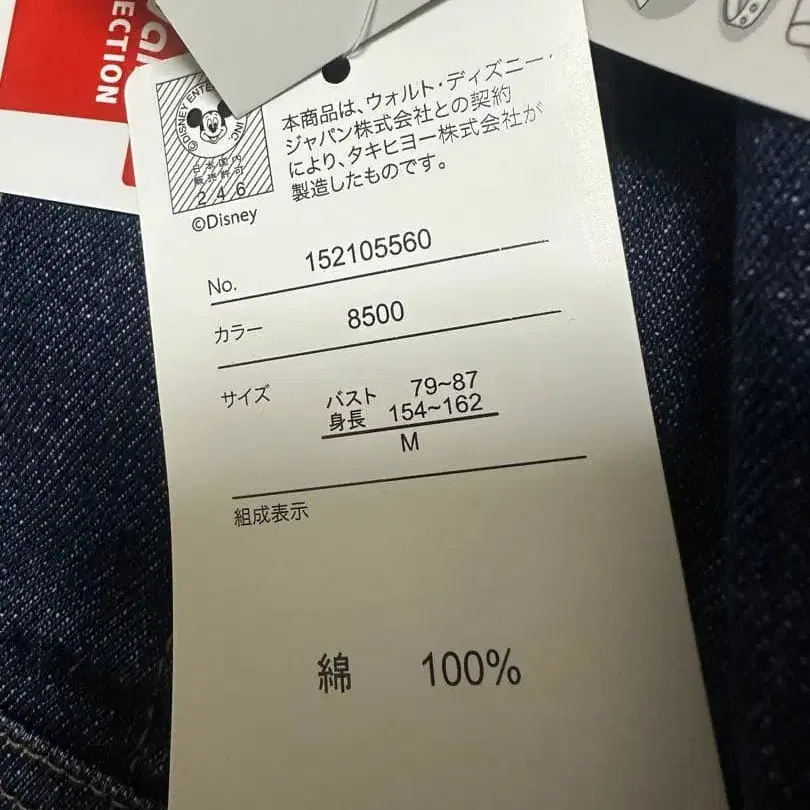 ECTION
©DISNEY ENTER
INC
日本国内
販売許可
246
©Disney
本商品は、ウォルト・ディズニー・
ジャパン株式会社との契約
により、タキヒヨー株式会社が
製造したものです。
No. 152105560
カラー 8500
サイズ バスト 79~87
身長 154~162
M
組成表示
綿 100%